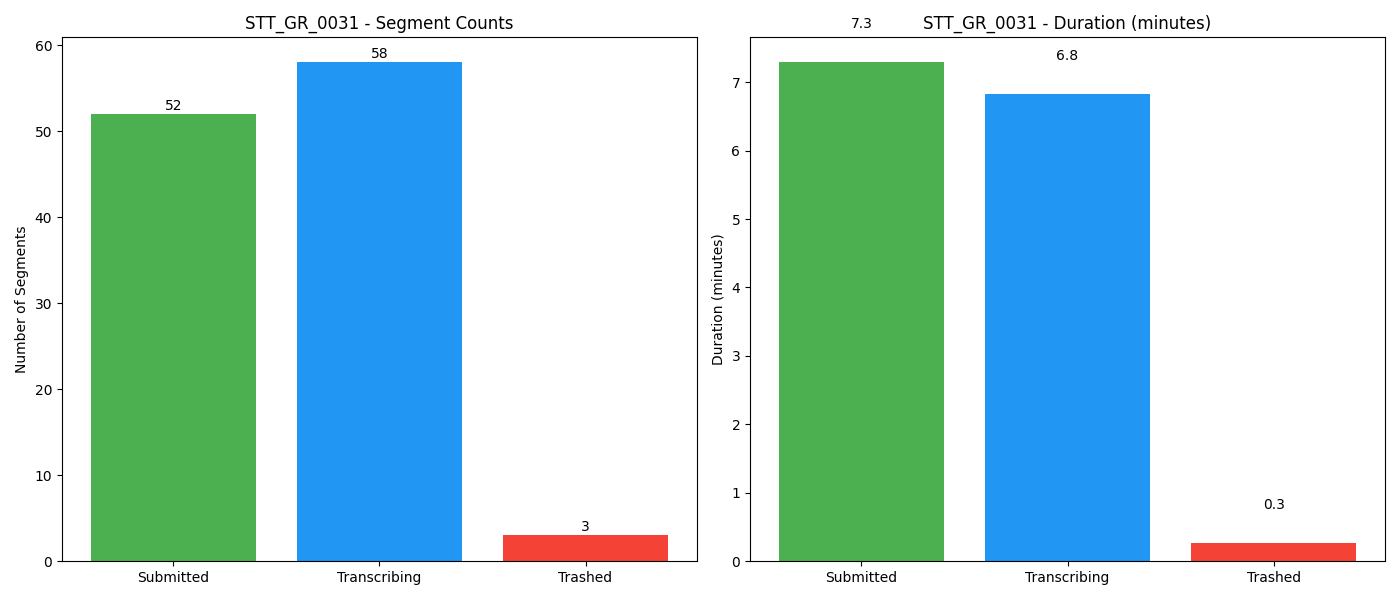 STT_GR_0031 - Segment Counts
Number of Segments
60
50
40
30
20
10
0
52
58
3
Submitted
Transcribing
Trashed
STT_GR_0031 - Duration (minutes)
Duration (minutes)
7
6
5
4
3
2
1
0
7.3
6.8
0.3
Submitted
Transcribing
Trashed